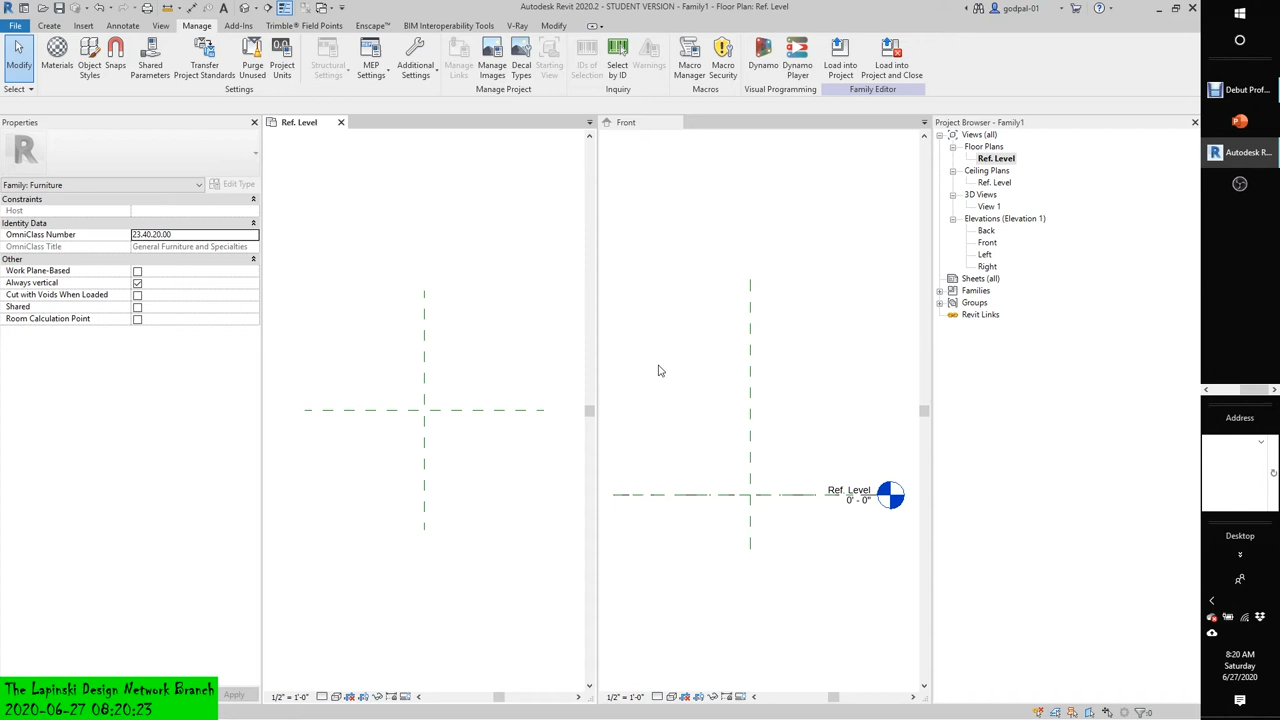 Autodesk Revit 2020.2 - STUDENT VERSION - Family1 - Floor Plan: Ref. Level
godpal-01
File Create Insert Annotate View Manage Add-Ins Trimble® Field Points Enscape™ BIM Interoperability Tools V-Ray Modify
Modify
Materials
Object Styles
Snaps
Shared Parameters
Transfer Project Standards
Purge Unused
Project Units
Structural Settings
MEP Settings
Additional Settings
Manage Links
Manage Images
Decal Types
Starting View
IDs of Selection
Select by ID
Warnings
Macro Manager
Macro Security
Dynamo
Dynamo Player
Load into Project
Load into Project and Close
Select Settings Manage Project Inquiry Macros Visual Programming Family Editor
Properties
Family: Furniture
Edit Type
Constraints
Host
Identity Data
OmniClass Number 23.40.20.00
OmniClass Title General Furniture and Specialties
Other
Work Plane-Based
Always vertical
Cut with Voids When Loaded
Shared
Room Calculation Point
Apply
Ref. Level
Front
Ref. Level
0' - 0"
1/2" = 1'-0"
1/2" = 1'-0"
Project Browser - Family1
Views (all)
Floor Plans
Ref. Level
Ceiling Plans
Ref. Level
3D Views
View 1
Elevations (Elevation 1)
Back
Front
Left
Right
Sheets (all)
Families
Groups
Revit Links
:0
Debut Prof...
Autodesk R...
Address
Desktop
8:20 AM
Saturday
6/27/2020
The Lapinski Design Network Branch
2020-06-27 08:20:23